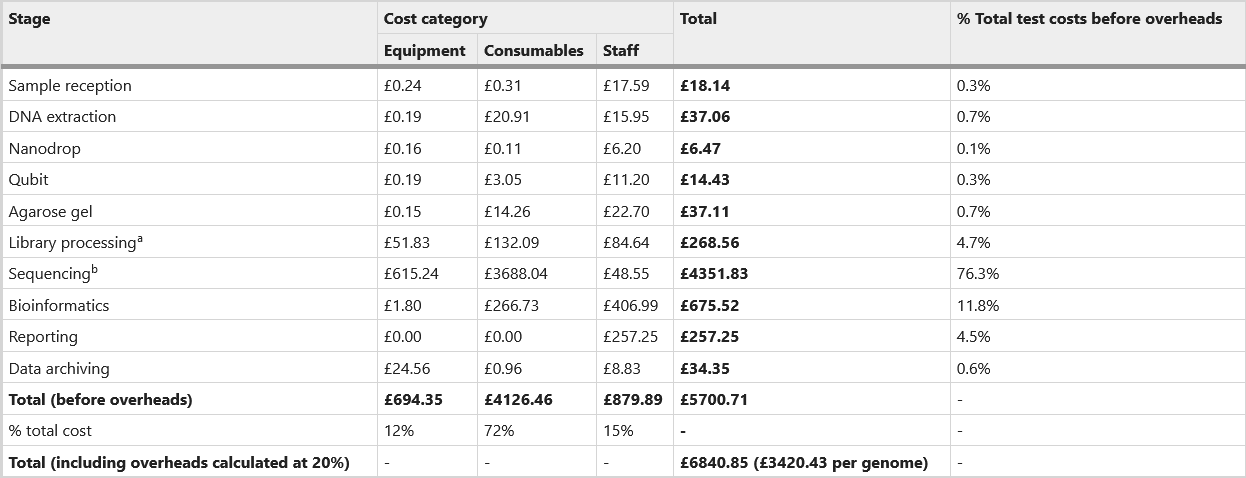 Stage Cost category Total % Total test costs before overheads
Equipment Consumables Staff
Sample reception £0.24 £0.31 £17.59 £18.14 0.3%
DNA extraction £0.19 £20.91 £15.95 £37.06 0.7%
Nanodrop £0.16 £0.11 £6.20 £6.47 0.1%
Qubit £0.19 £3.05 £11.20 £14.43 0.3%
Agarose gel £0.15 £14.26 £22.70 £37.11 0.7%
Library processingᵃ £51.83 £132.09 £84.64 £268.56 4.7%
Sequencingᵇ £615.24 £3688.04 £48.55 £4351.83 76.3%
Bioinformatics £1.80 £266.73 £406.99 £675.52 11.8%
Reporting £0.00 £0.00 £257.25 £257.25 4.5%
Data archiving £24.56 £0.96 £8.83 £34.35 0.6%
Total (before overheads) £694.35 £4126.46 £879.89 £5700.71 -
% total cost 12% 72% 15% - -
Total (including overheads calculated at 20%) - - - £6840.85 (£3420.43 per genome) -